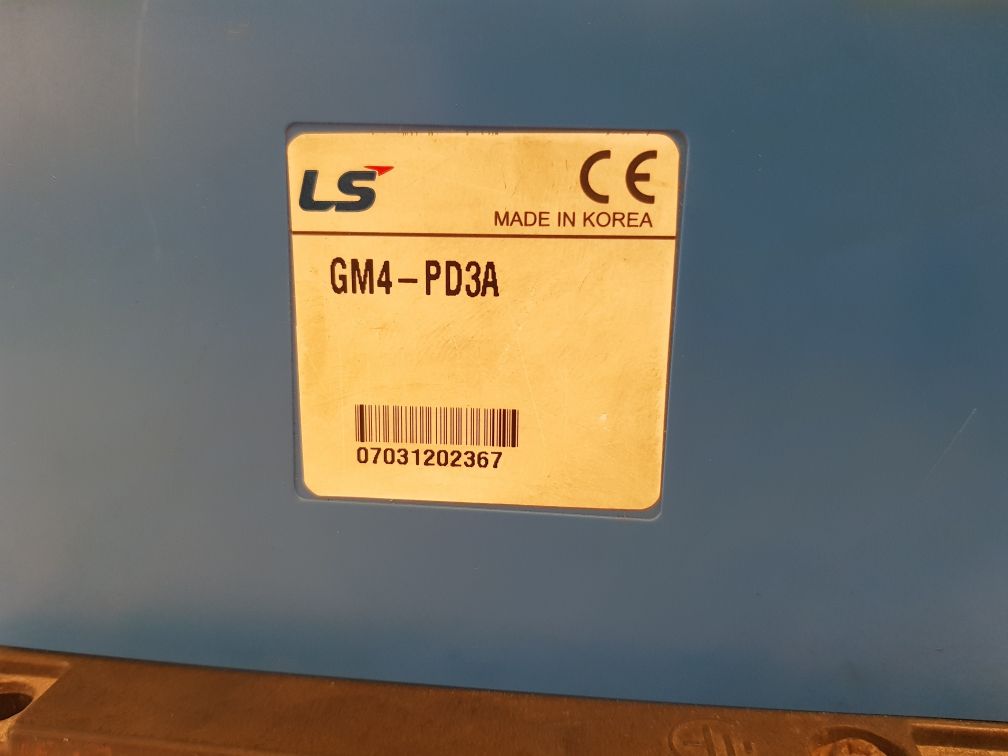 LS
CE
MADE IN KOREA
GM4-PD3A
07031202367